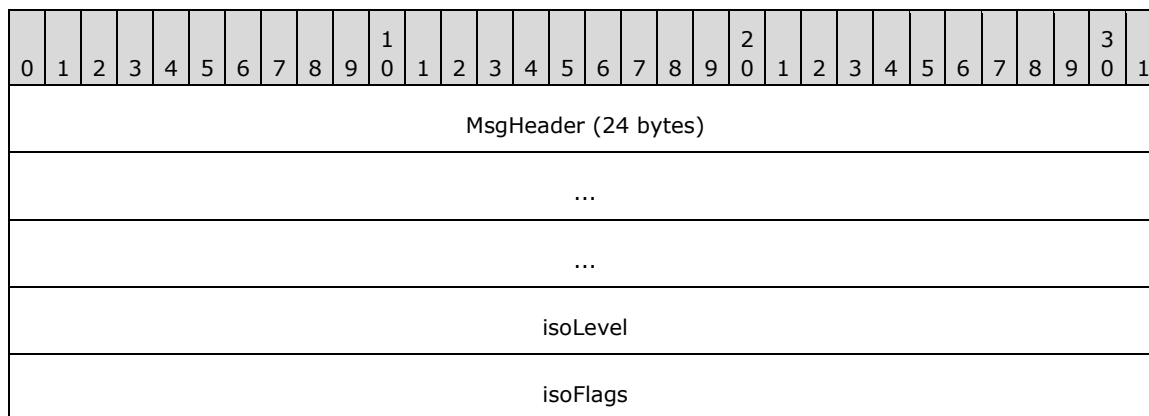 1 2 3
0 1 2 3 4 5 6 7 8 9 0 1 2 3 4 5 6 7 8 9 0 1 2 3 4 5 6 7 8 9 0 1
MsgHeader (24 bytes)
...
...
isoLevel
isoFlags